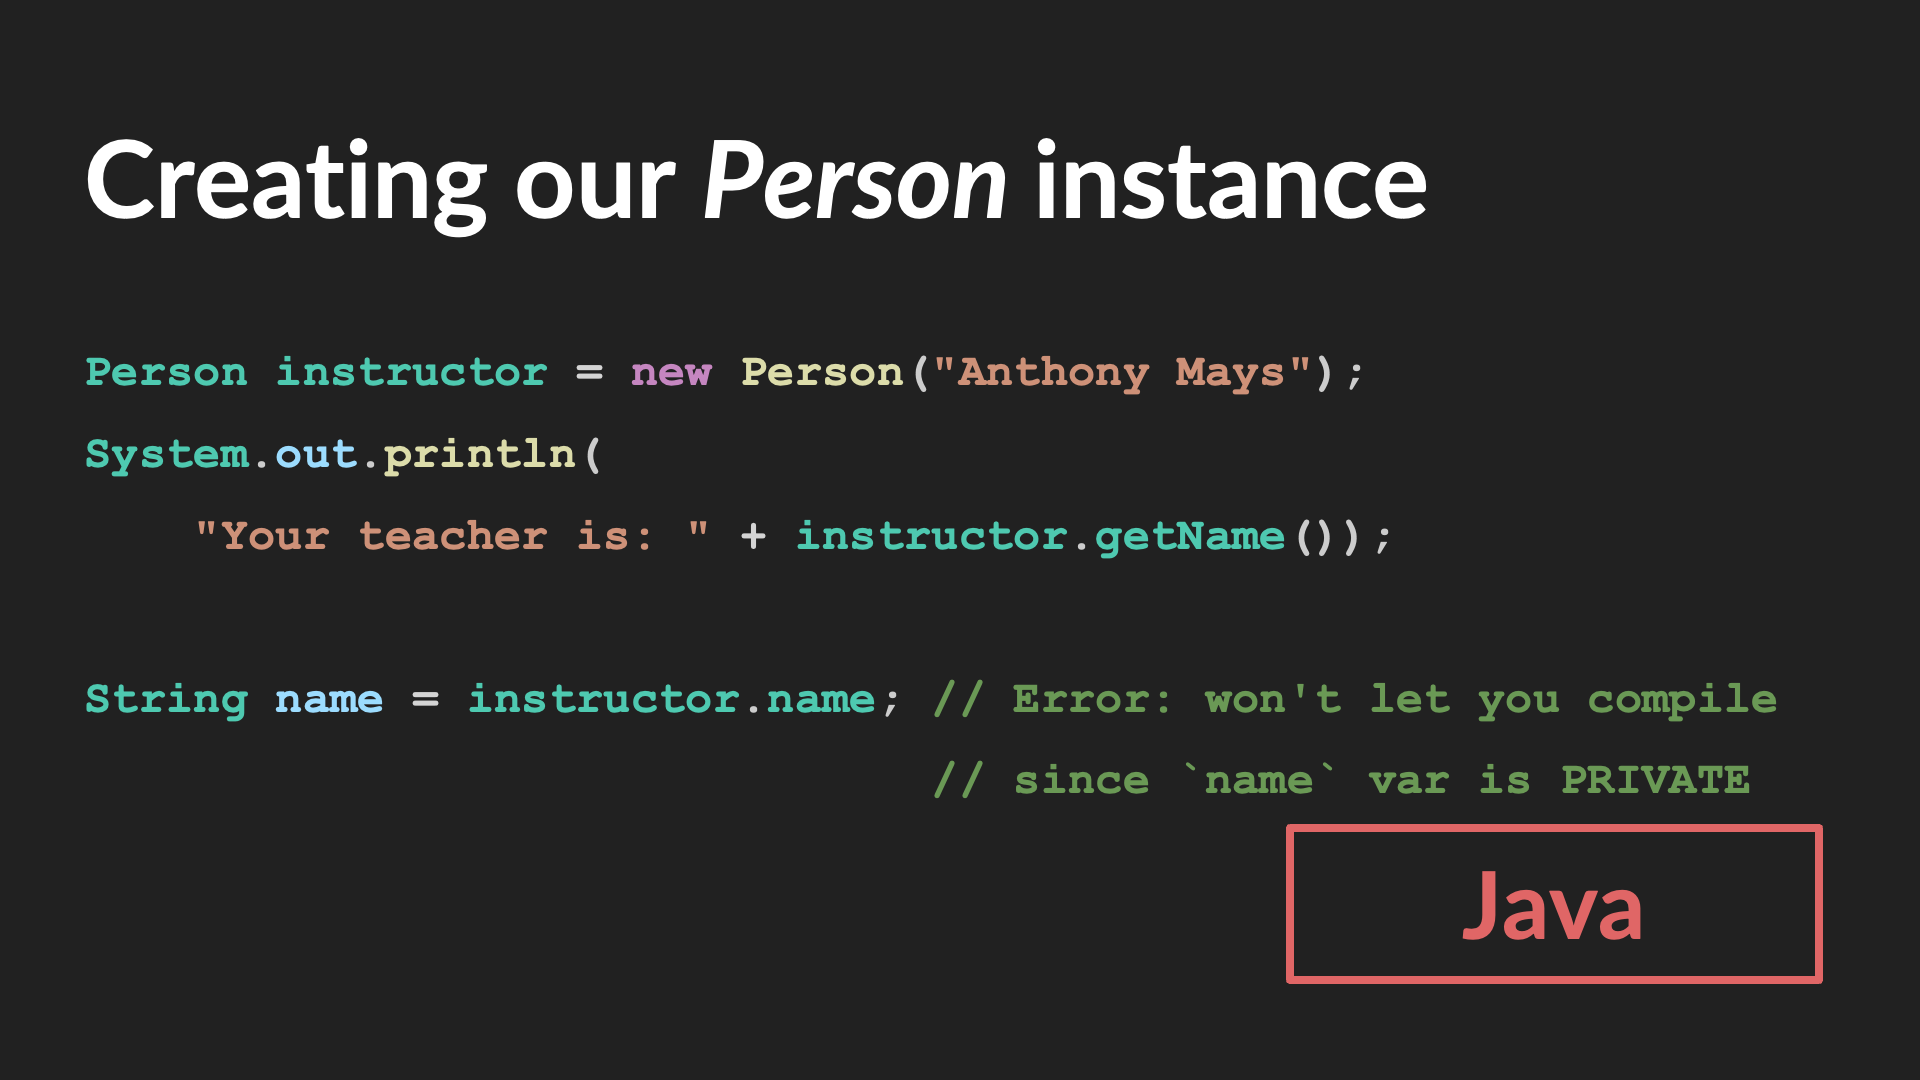 Creating our Person instance
Person instructor = new Person("Anthony Mays");
System.out.println(
    "Your teacher is: " + instructor.getName());
String name = instructor.name; // Error: won't let you compile
                               // since `name` var is PRIVATE
Java